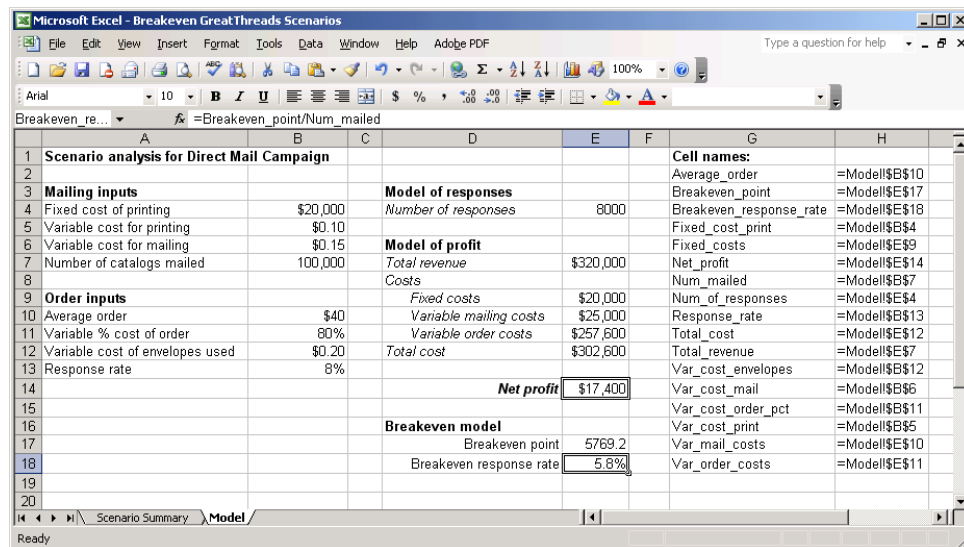 Microsoft Excel - Breakeven GreatThreads Scenarios
File Edit View Insert Format Tools Data Window Help Adobe PDF Type a question for help
100%
Arial 10 B I U $ % ,
Breakeven_re... fx =Breakeven_point/Num_mailed
A B C D E F G H
1 Scenario analysis for Direct Mail Campaign Cell names:
2 Average_order =Model!$B$10
3 Mailing inputs Model of responses Breakeven_point =Model!$E$17
4 Fixed cost of printing $20,000 Number of responses 8000 Breakeven_response_rate =Model!$E$18
5 Variable cost for printing $0.10 Fixed_cost_print =Model!$B$4
6 Variable cost for mailing $0.15 Model of profit Fixed_costs =Model!$E$9
7 Number of catalogs mailed 100,000 Total revenue $320,000 Net_profit =Model!$E$14
8 Costs Num_mailed =Model!$B$7
9 Order inputs Fixed costs $20,000 Num_of_responses =Model!$E$4
10 Average order $40 Variable mailing costs $25,000 Response_rate =Model!$B$13
11 Variable % cost of order 80% Variable order costs $257,600 Total_cost =Model!$E$12
12 Variable cost of envelopes used $0.20 Total cost $302,600 Total_revenue =Model!$E$7
13 Response rate 8% Var_cost_envelopes =Model!$B$12
14 Net profit $17,400 Var_cost_mail =Model!$B$6
15 Var_cost_order_pct =Model!$B$11
16 Breakeven model Var_cost_print =Model!$B$5
17 Breakeven point 5769.2 Var_mail_costs =Model!$E$10
18 Breakeven response rate 5.8% Var_order_costs =Model!$E$11
19
20
Scenario Summary Model
Ready